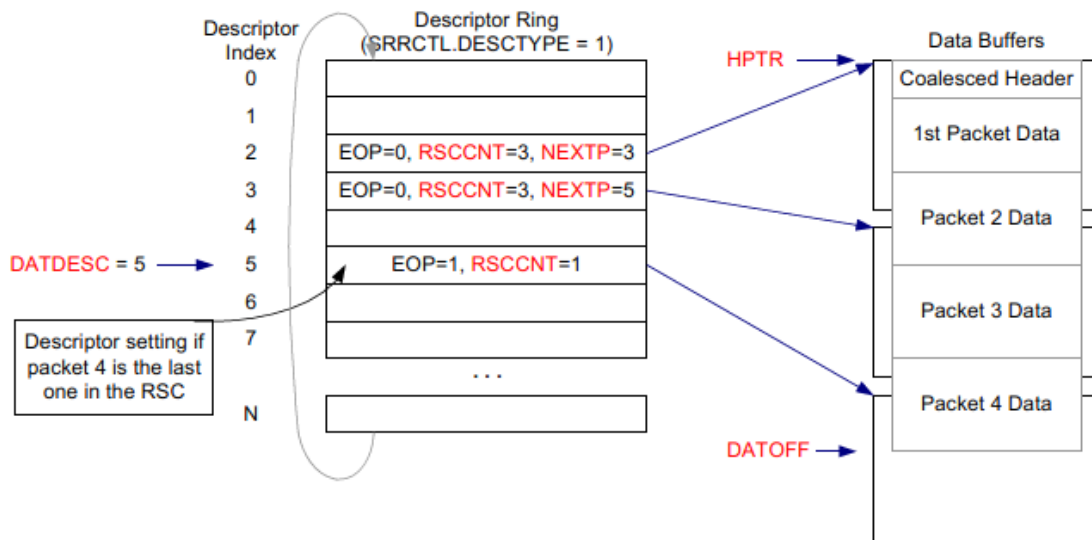 Descriptor
Index
Descriptor Ring
(SRRCTL.DESCTYPE = 1)
Data Buffers
HPTR
Coalesced Header
0
1
1st Packet Data
2
EOP=0, RSCCNT=3, NEXTP=3
3
EOP=0, RSCCNT=3, NEXTP=5
Packet 2 Data
4
DATDESC = 5
5
EOP=1, RSCCNT=1
6
Packet 3 Data
7
Descriptor setting if
packet 4 is the last
one in the RSC
. . .
N
Packet 4 Data
DATOFF